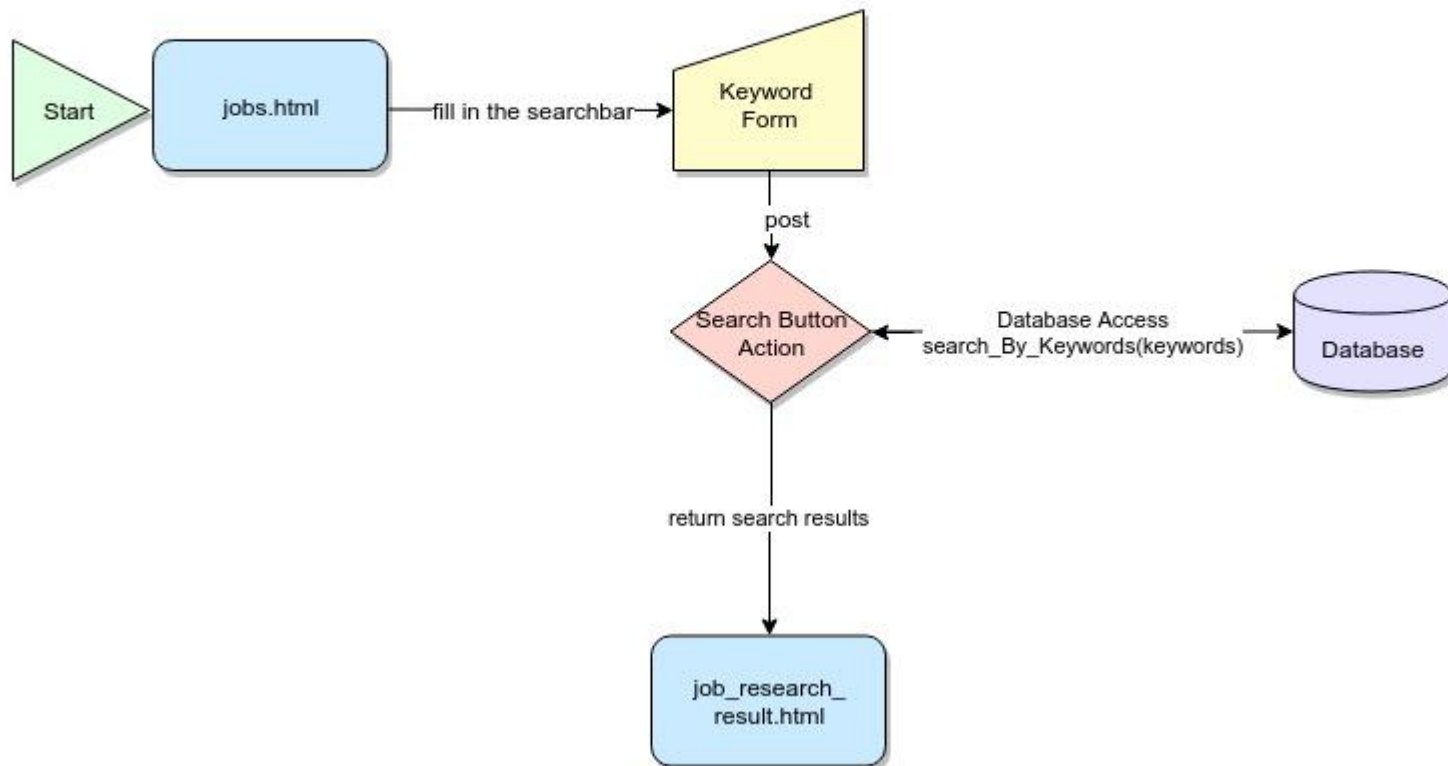 Start
jobs.html
fill in the searchbar
Keyword
Form
post
Search Button
Action
Database Access
search_By_Keywords(keywords)
Database
return search results
job_research_
result.html